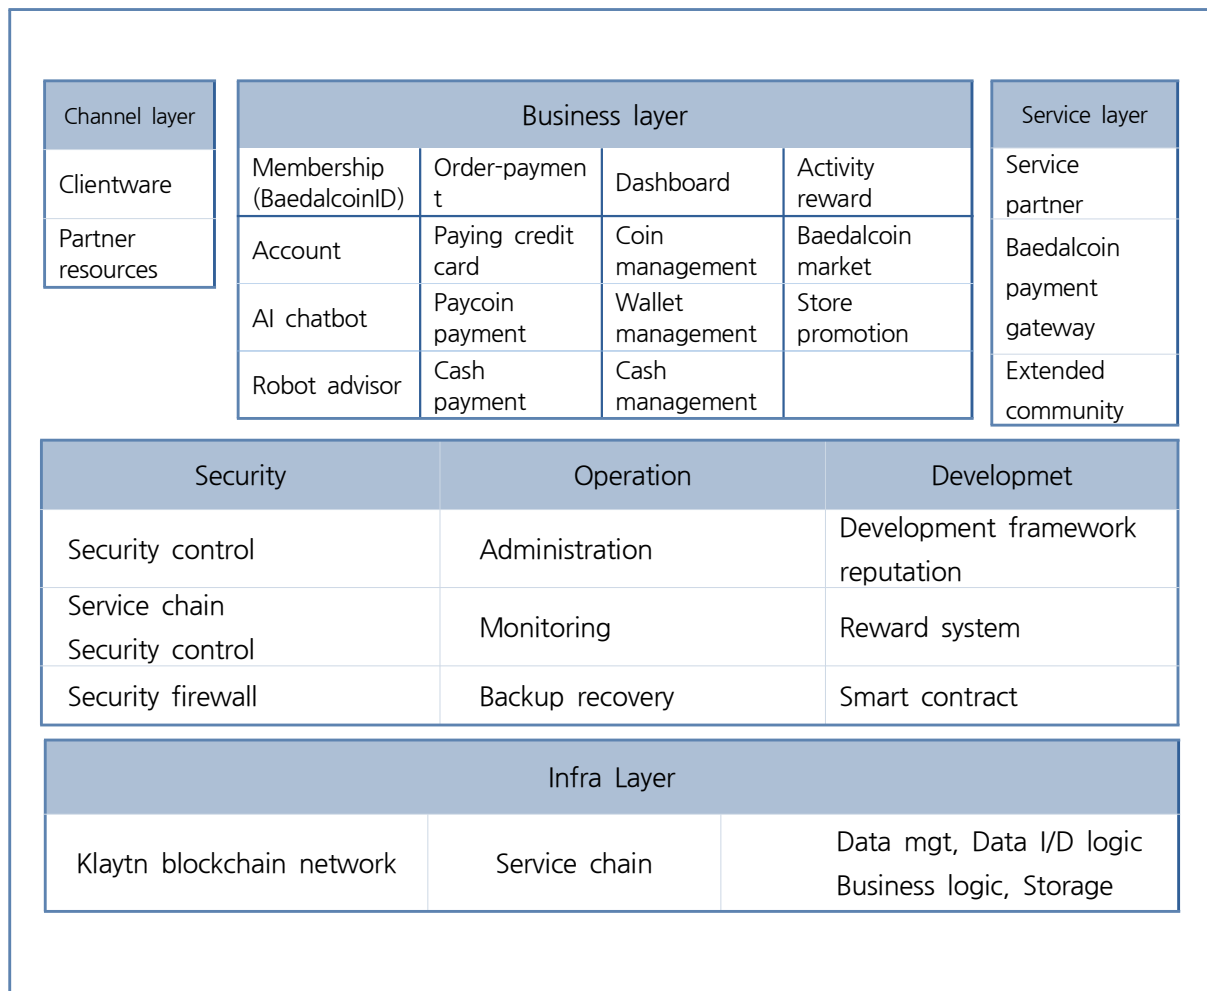 Channel layer
Clientware
Partner
resources
Business layer
Membership
(BaedalcoinID)
Order-paymen
t
Dashboard
Activity
reward
Account
Paying credit
card
Coin
management
Baedalcoin
market
AI chatbot
Paycoin
payment
Wallet
management
Store
promotion
Robot advisor
Cash
payment
Cash
management
Service layer
Service
partner
Baedalcoin
payment
gateway
Extended
community
Security
Operation
Developmet
Security control
Administration
Development framework
reputation
Service chain
Security control
Monitoring
Reward system
Security firewall
Backup recovery
Smart contract
Infra Layer
Klaytn blockchain network
Service chain
Data mgt, Data I/D logic
Business logic, Storage